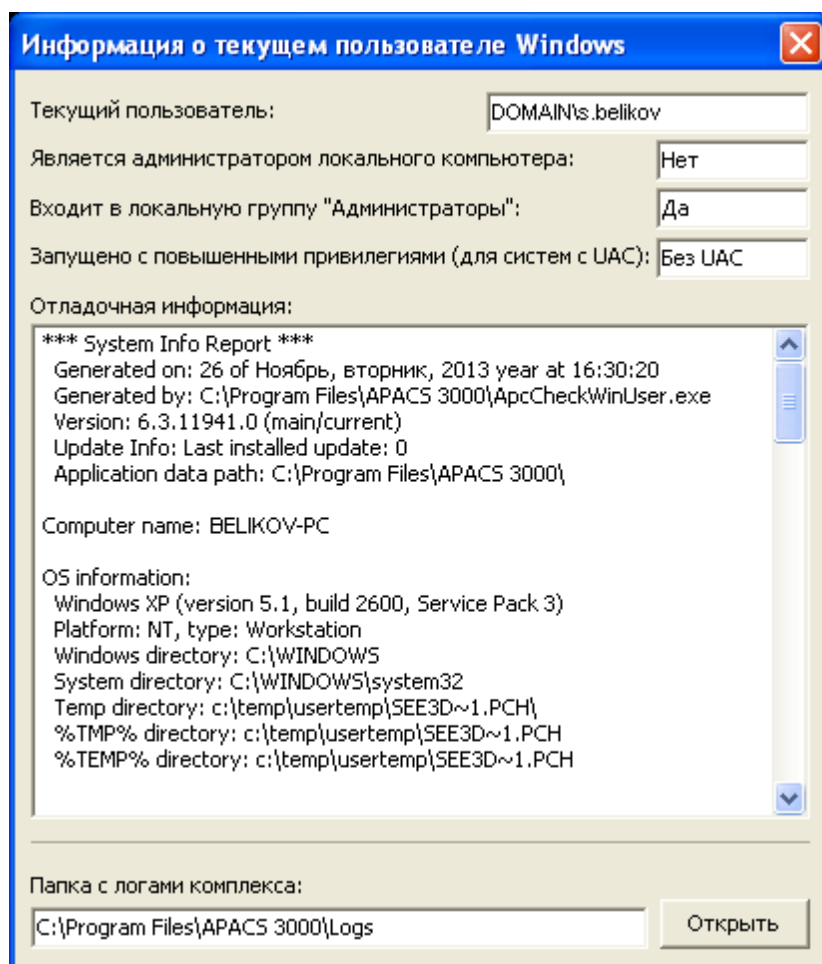 Информация о текущем пользователе Windows
Текущий пользователь: DOMAIN\s.belikov
Является администратором локального компьютера: Нет
Входит в локальную группу "Администраторы": Да
Запущено с повышенными привилегиями (для систем с UAC): Без UAC
Отладочная информация:
*** System Info Report ***
Generated on: 26 of Ноябрь, вторник, 2013 year at 16:30:20
Generated by: C:\Program Files\APACS 3000\ApcCheckWinUser.exe
Version: 6.3.11941.0 (main/current)
Update Info: Last installed update: 0
Application data path: C:\Program Files\APACS 3000\
Computer name: BELIKOV-PC
OS information:
Windows XP (version 5.1, build 2600, Service Pack 3)
Platform: NT, type: Workstation
Windows directory: C:\WINDOWS
System directory: C:\WINDOWS\system32
Temp directory: c:\temp\usertemp\SEE3D~1.PCH\
%TMP% directory: c:\temp\usertemp\SEE3D~1.PCH
%TEMP% directory: c:\temp\usertemp\SEE3D~1.PCH
Папка с логами комплекса:
C:\Program Files\APACS 3000\Logs Открыть